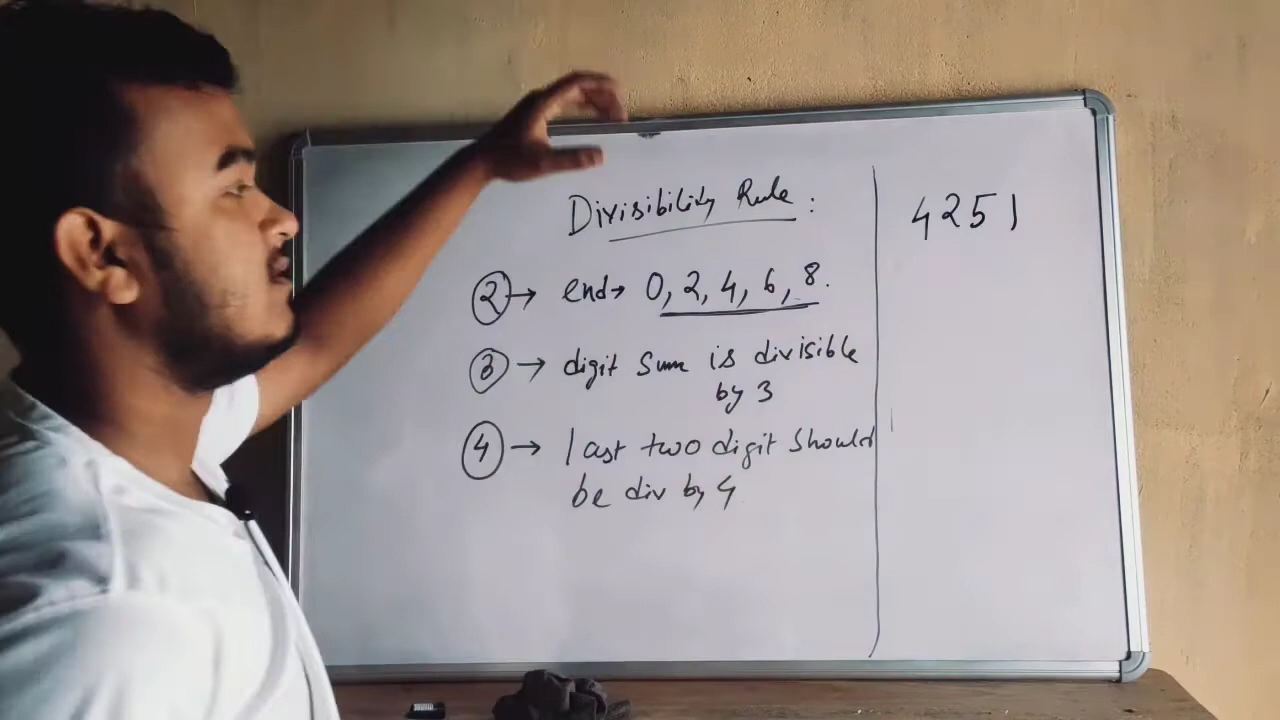 Divisibility Rule :
2 → end → 0, 2, 4, 6, 8.
3 → digit sum is divisible
by 3
4 → last two digit should
be div by 4
4251